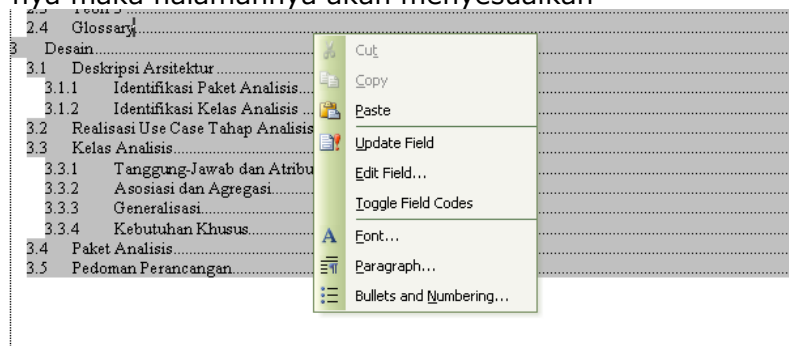 nya maka halamannya akan menyesuaikan
2.3 Teori 3
2.4 Glossary
3 Desain
3.1 Deskripsi Arsitektur
3.1.1 Identifikasi Paket Analisis
3.1.2 Identifikasi Kelas Analisis
3.2 Realisasi Use Case Tahap Analisis
3.3 Kelas Analisis
3.3.1 Tanggung-Jawab dan Atribu
3.3.2 Asosiasi dan Agregasi
3.3.3 Generalisasi
3.3.4 Kebutuhan Khusus
3.4 Paket Analisis
3.5 Pedoman Perancangan
Cut
Copy
Paste
Update Field
Edit Field...
Toggle Field Codes
Font...
Paragraph...
Bullets and Numbering...